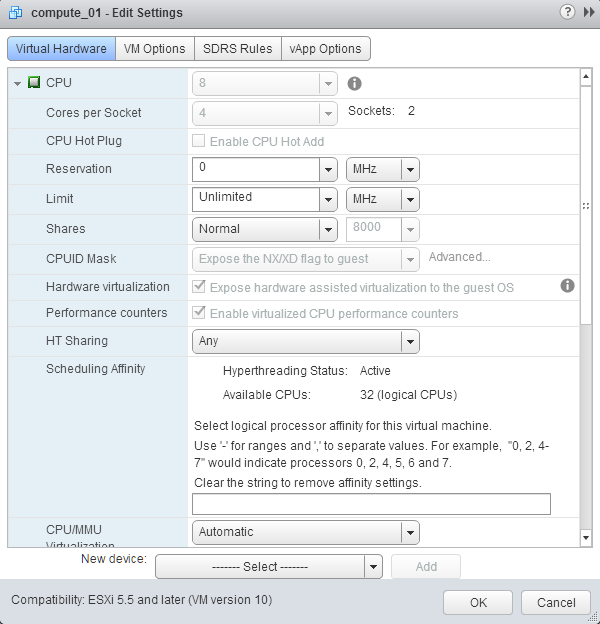 compute_01 - Edit Settings
Virtual Hardware VM Options SDRS Rules vApp Options
CPU 8
Cores per Socket 4 Sockets: 2
CPU Hot Plug Enable CPU Hot Add
Reservation 0 MHz
Limit Unlimited MHz
Shares Normal 8000
CPUID Mask Expose the NX/XD flag to guest Advanced...
Hardware virtualization Expose hardware assisted virtualization to the guest OS
Performance counters Enable virtualized CPU performance counters
HT Sharing Any
Scheduling Affinity Hyperthreading Status: Active
Available CPUs: 32 (logical CPUs)
Select logical processor affinity for this virtual machine.
Use '-' for ranges and ',' to separate values. For example, "0, 2, 4-
7" would indicate processors 0, 2, 4, 5, 6 and 7.
Clear the string to remove affinity settings.
CPU/MMU Automatic
Virtualization
New device: ------- Select ------- Add
Compatibility: ESXi 5.5 and later (VM version 10) OK Cancel